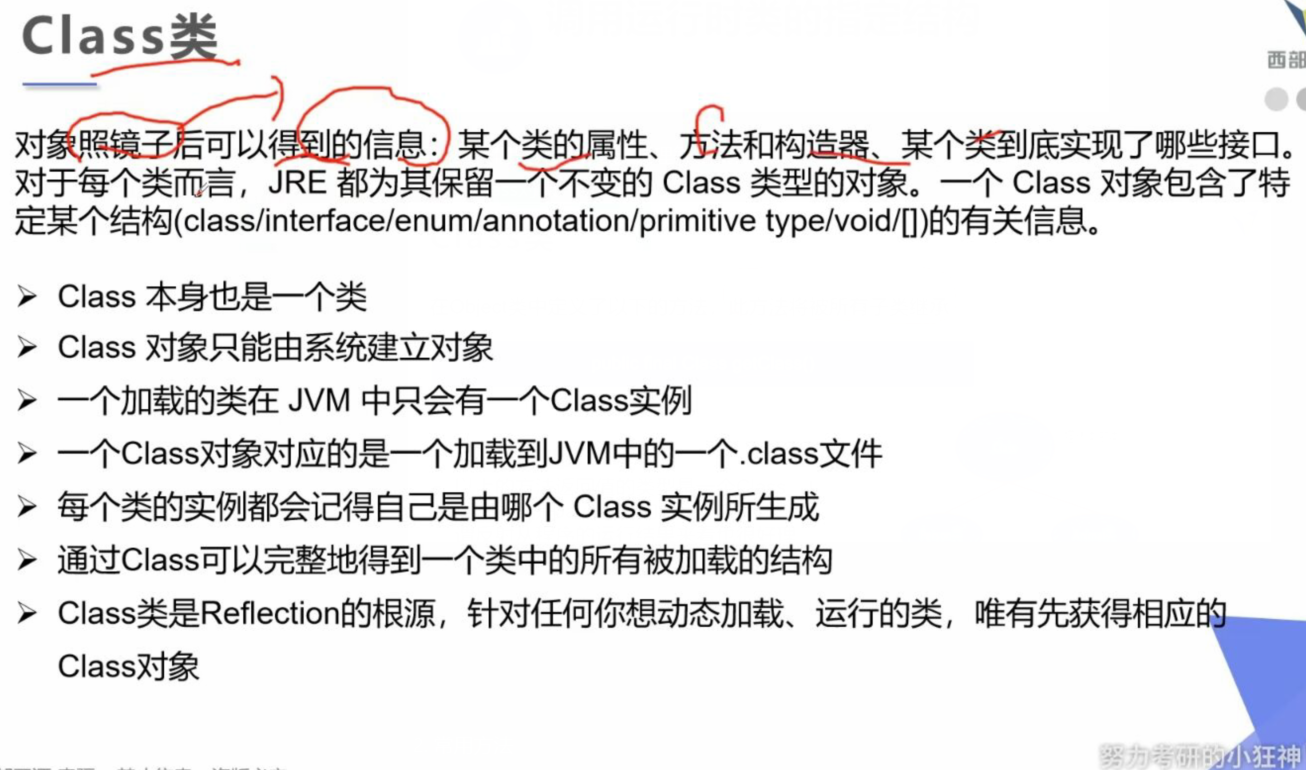 Class类
西部
对象照镜子后可以得到的信息：某个类的属性、方法和构造器、某个类到底实现了哪些接口。
对于每个类而言，JRE 都为其保留一个不变的 Class 类型的对象。一个 Class 对象包含了特
定某个结构(class/interface/enum/annotation/primitive type/void/[])的有关信息。
➢ Class 本身也是一个类
➢ Class 对象只能由系统建立对象
➢ 一个加载的类在 JVM 中只会有一个Class实例
➢ 一个Class对象对应的是一个加载到JVM中的一个.class文件
➢ 每个类的实例都会记得自己是由哪个 Class 实例所生成
➢ 通过Class可以完整地得到一个类中的所有被加载的结构
➢ Class类是Reflection的根源，针对任何你想动态加载、运行的类，唯有先获得相应的
Class对象
努力考研的小狂神